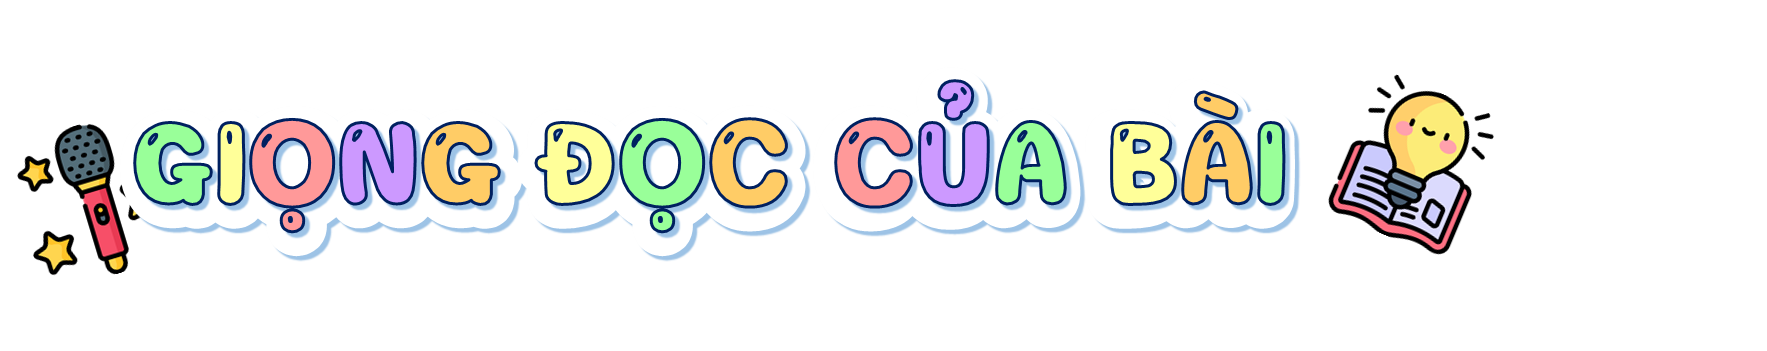 GIỌNG ĐỌC CỦA BÀI